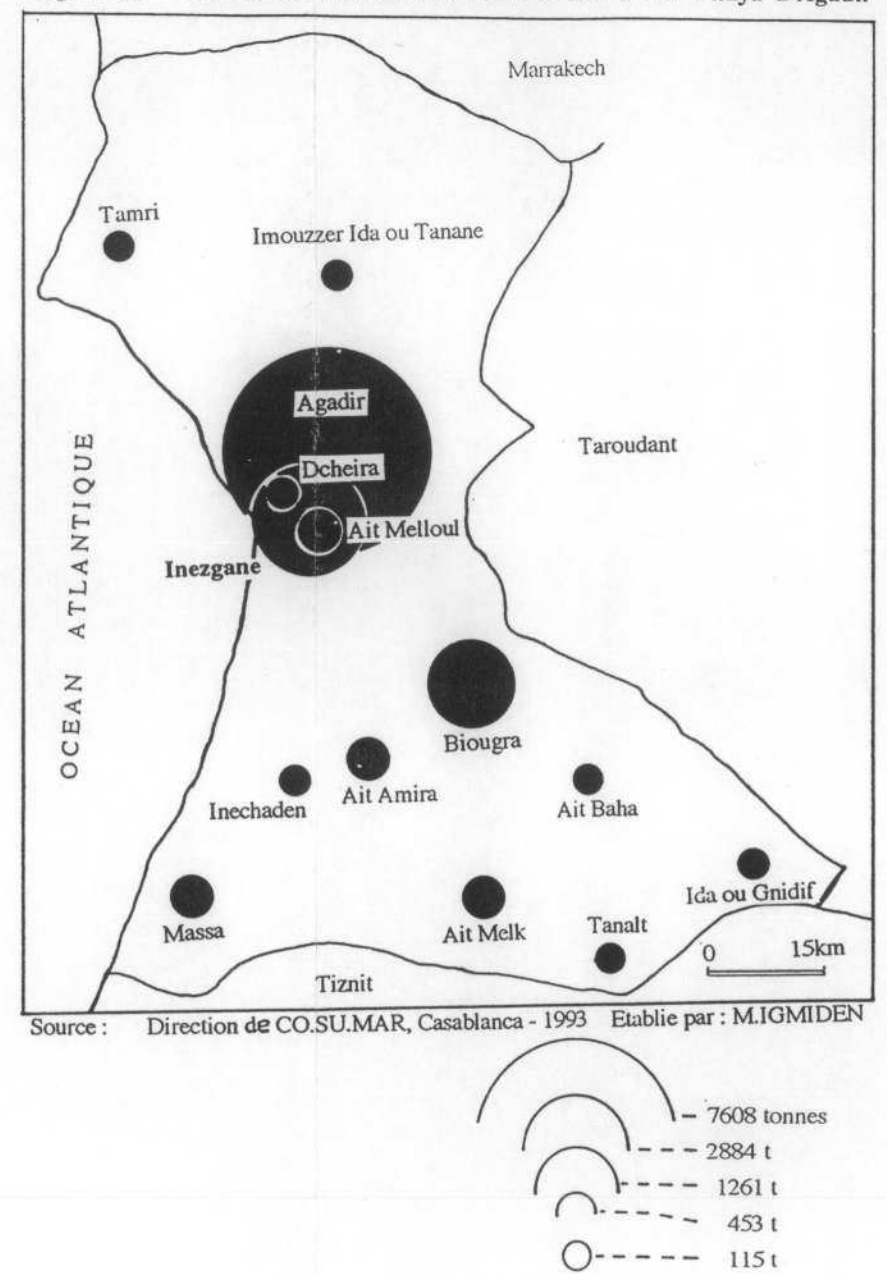 Marrakech
Tamri
Imouzzer Ida ou Tanane
Agadir
Taroudant
Dcheira
Ait Melloul
Inezgane
OCEAN ATLANTIQUE
Biougra
Inechaden
Ait Amira
Ait Baha
Massa
Ait Melk
Tanalt
Ida ou Gnidif
0 15km
Tiznit
Source : Direction de CO.SU.MAR, Casablanca - 1993 Etablie par : M.IGMIDEN
7608 tonnes
2884 t
1261 t
453 t
115 t